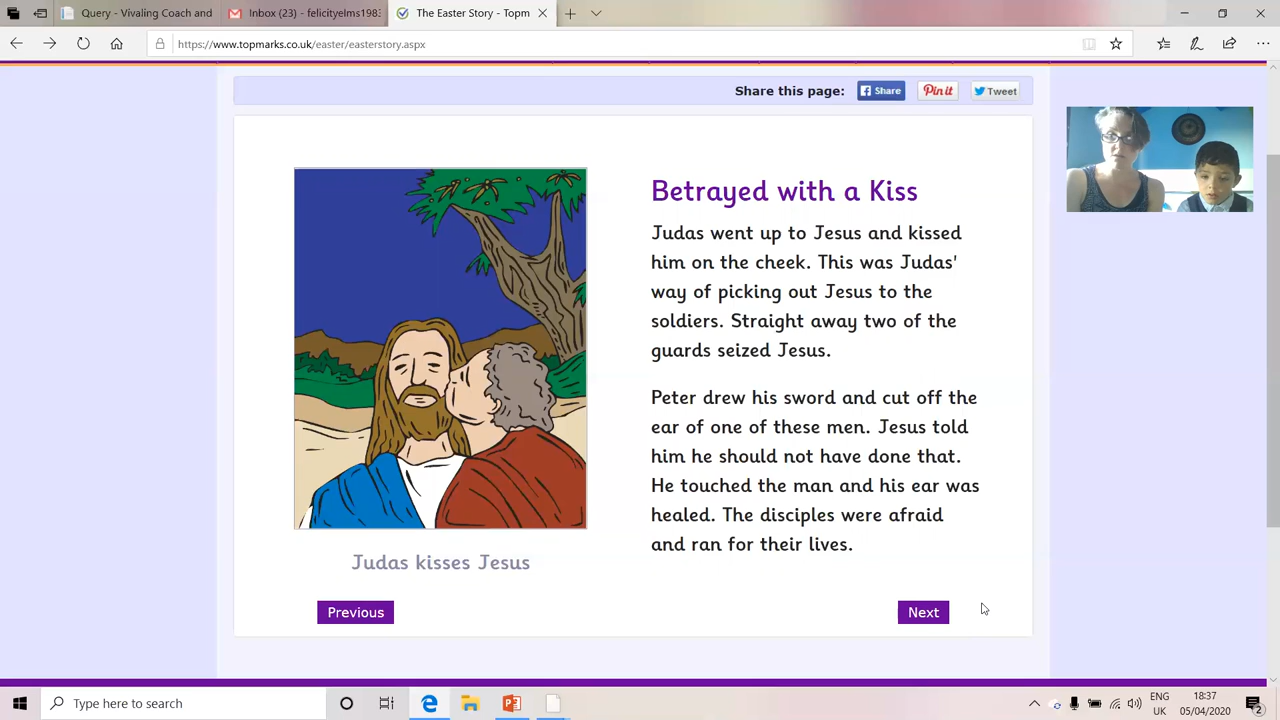 Query - Vivaling Coach and
Inbox (23) - felicityelms1983
The Easter Story - Topm
https://www.topmarks.co.uk/easter/easterstory.aspx
Share this page:
Share
Pin it
Tweet
Betrayed with a Kiss
Judas went up to Jesus and kissed
him on the cheek. This was Judas'
way of picking out Jesus to the
soldiers. Straight away two of the
guards seized Jesus.
Peter drew his sword and cut off the
ear of one of these men. Jesus told
him he should not have done that.
He touched the man and his ear was
healed. The disciples were afraid
and ran for their lives.
Judas kisses Jesus
Previous
Next
Type here to search
ENG
UK
18:37
05/04/2020
2